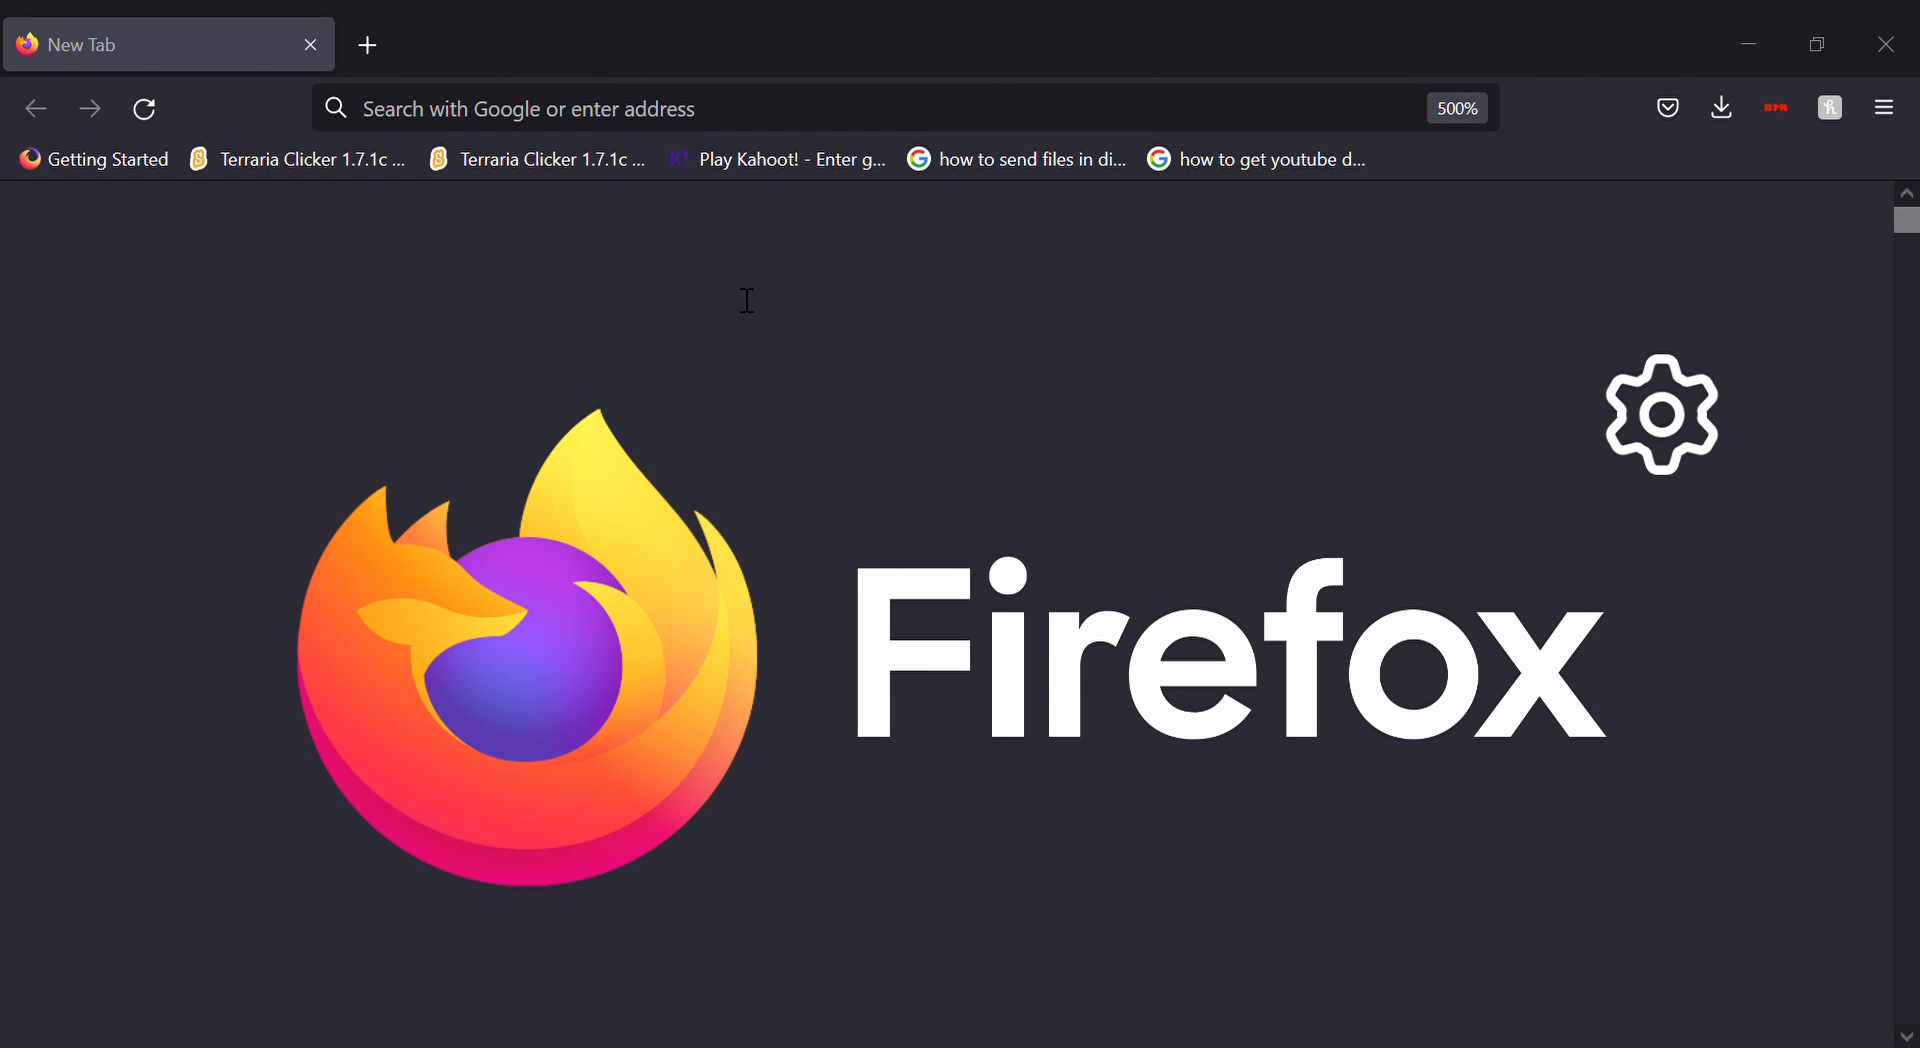 New Tab
Search with Google or enter address 500%
Getting Started Terraria Clicker 1.7.1c ... Terraria Clicker 1.7.1c ... K! Play Kahoot! - Enter g... how to send files in di... how to get youtube d...
Firefox